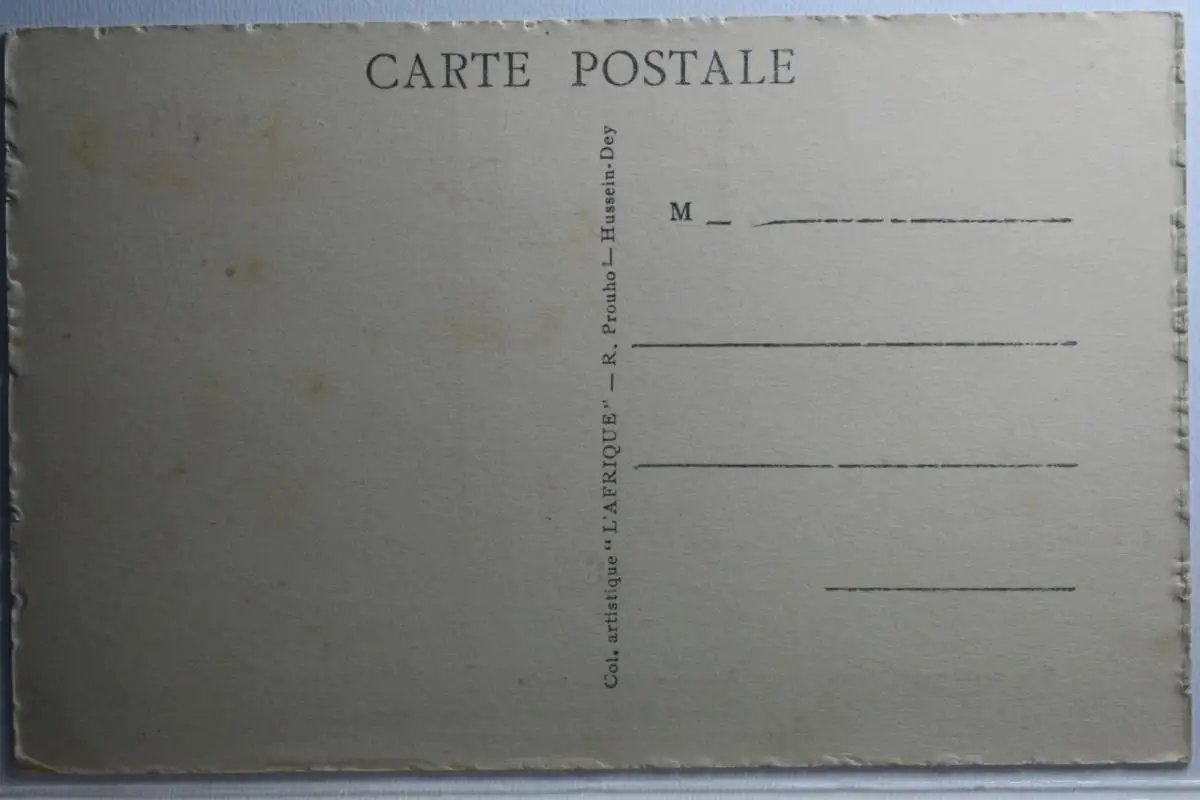 CARTE POSTALE
Col. artistique "L'AFRIQUE" — R. Prouho — Hussein-Dey
M